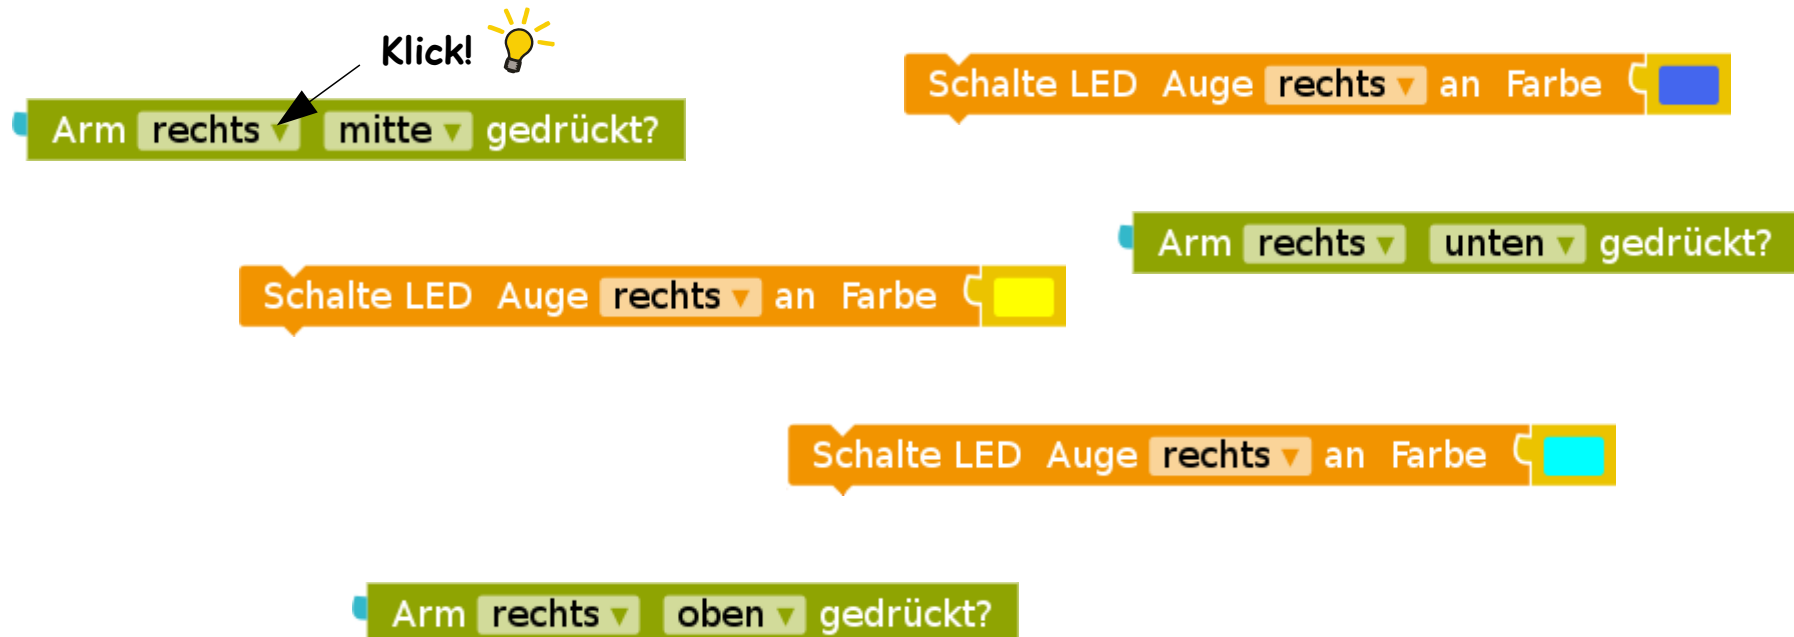 Klick!
Schalte LED Auge rechts an Farbe
Arm rechts mitte gedrückt?
Arm rechts unten gedrückt?
Schalte LED Auge rechts an Farbe
Schalte LED Auge rechts an Farbe
Arm rechts oben gedrückt?